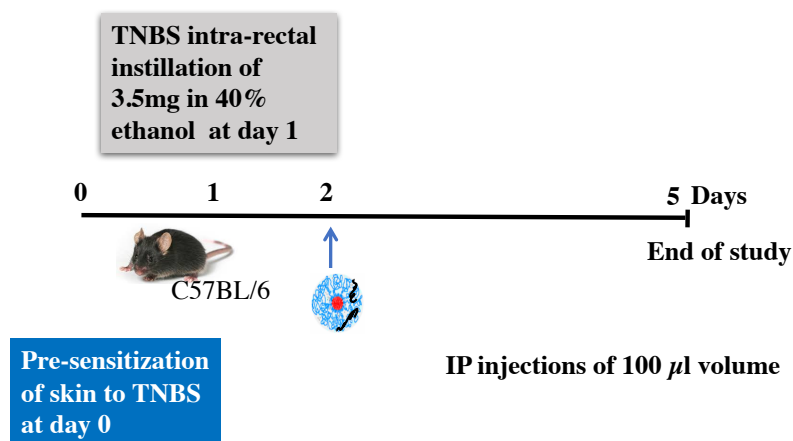 TNBS intra-rectal
instillation of
3.5mg in 40%
ethanol at day 1
0 1 2 5 Days
End of study
C57BL/6
Pre-sensitization
of skin to TNBS
at day 0
IP injections of 100 µl volume